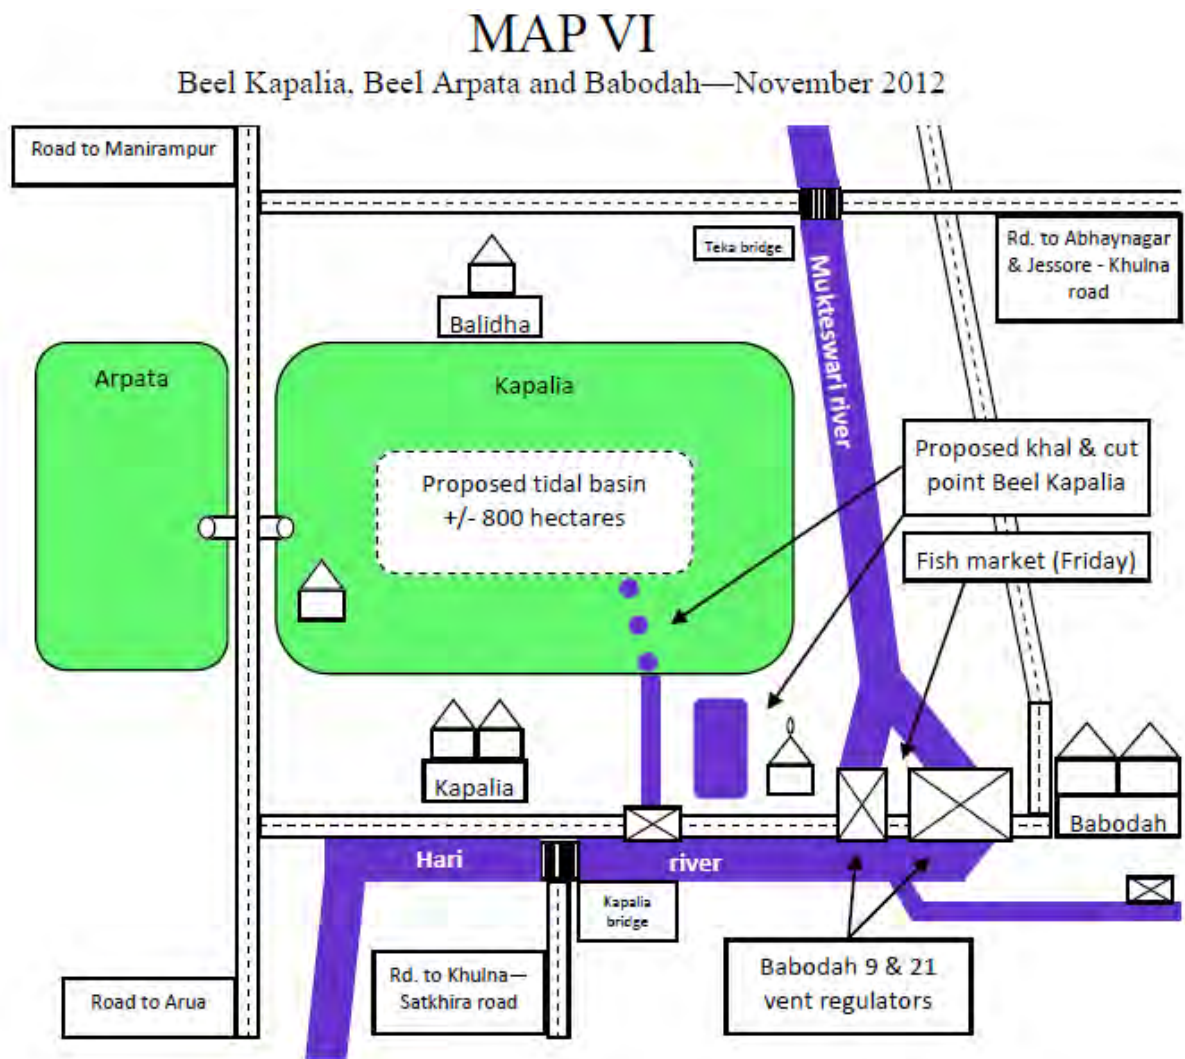 MAP VI
Beel Kapalia, Beel Arpata and Babodah—November 2012
Road to Manirampur
Teka bridge
Rd. to Abhaynagar
& Jessore - Khulna
road
Balidha
Mukteswari river
Arpata
Kapalia
Proposed khal & cut
point Beel Kapalia
Proposed tidal basin
+/- 800 hectares
Fish market (Friday)
Kapalia
Babodah
Hari
river
Kapalia
bridge
Rd. to Khulna—
Satkhira road
Babodah 9 & 21
vent regulators
Road to Arua